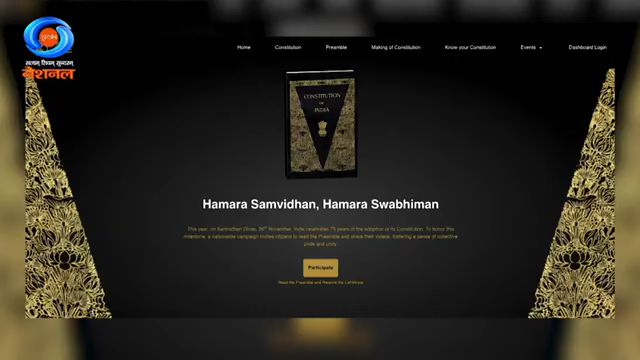 सत्यम् शिवम् सुन्दरम्
नेशनल
Home Constitution Preamble Making of Constitution Know your Constitution Events Dashboard Login
CONSTITUTION
OF
INDIA
Hamara Samvidhan, Hamara Swabhiman
This year, on Samvidhan Divas, 26th November, India celebrates 75 years of the adoption of its Constitution. To honor this
milestone, a nationwide campaign invites citizens to read the Preamble and share their videos, fostering a sense of collective
pride and unity.
Participate
Read the Preamble and Receive the Certificate